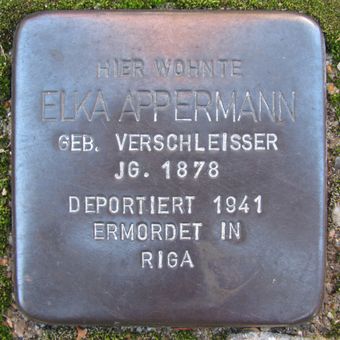 HIER WOHNTE
ELKA APPERMANN
GEB. VERSCHLEISSER
JG. 1878
DEPORTIERT 1941
ERMORDET IN
RIGA